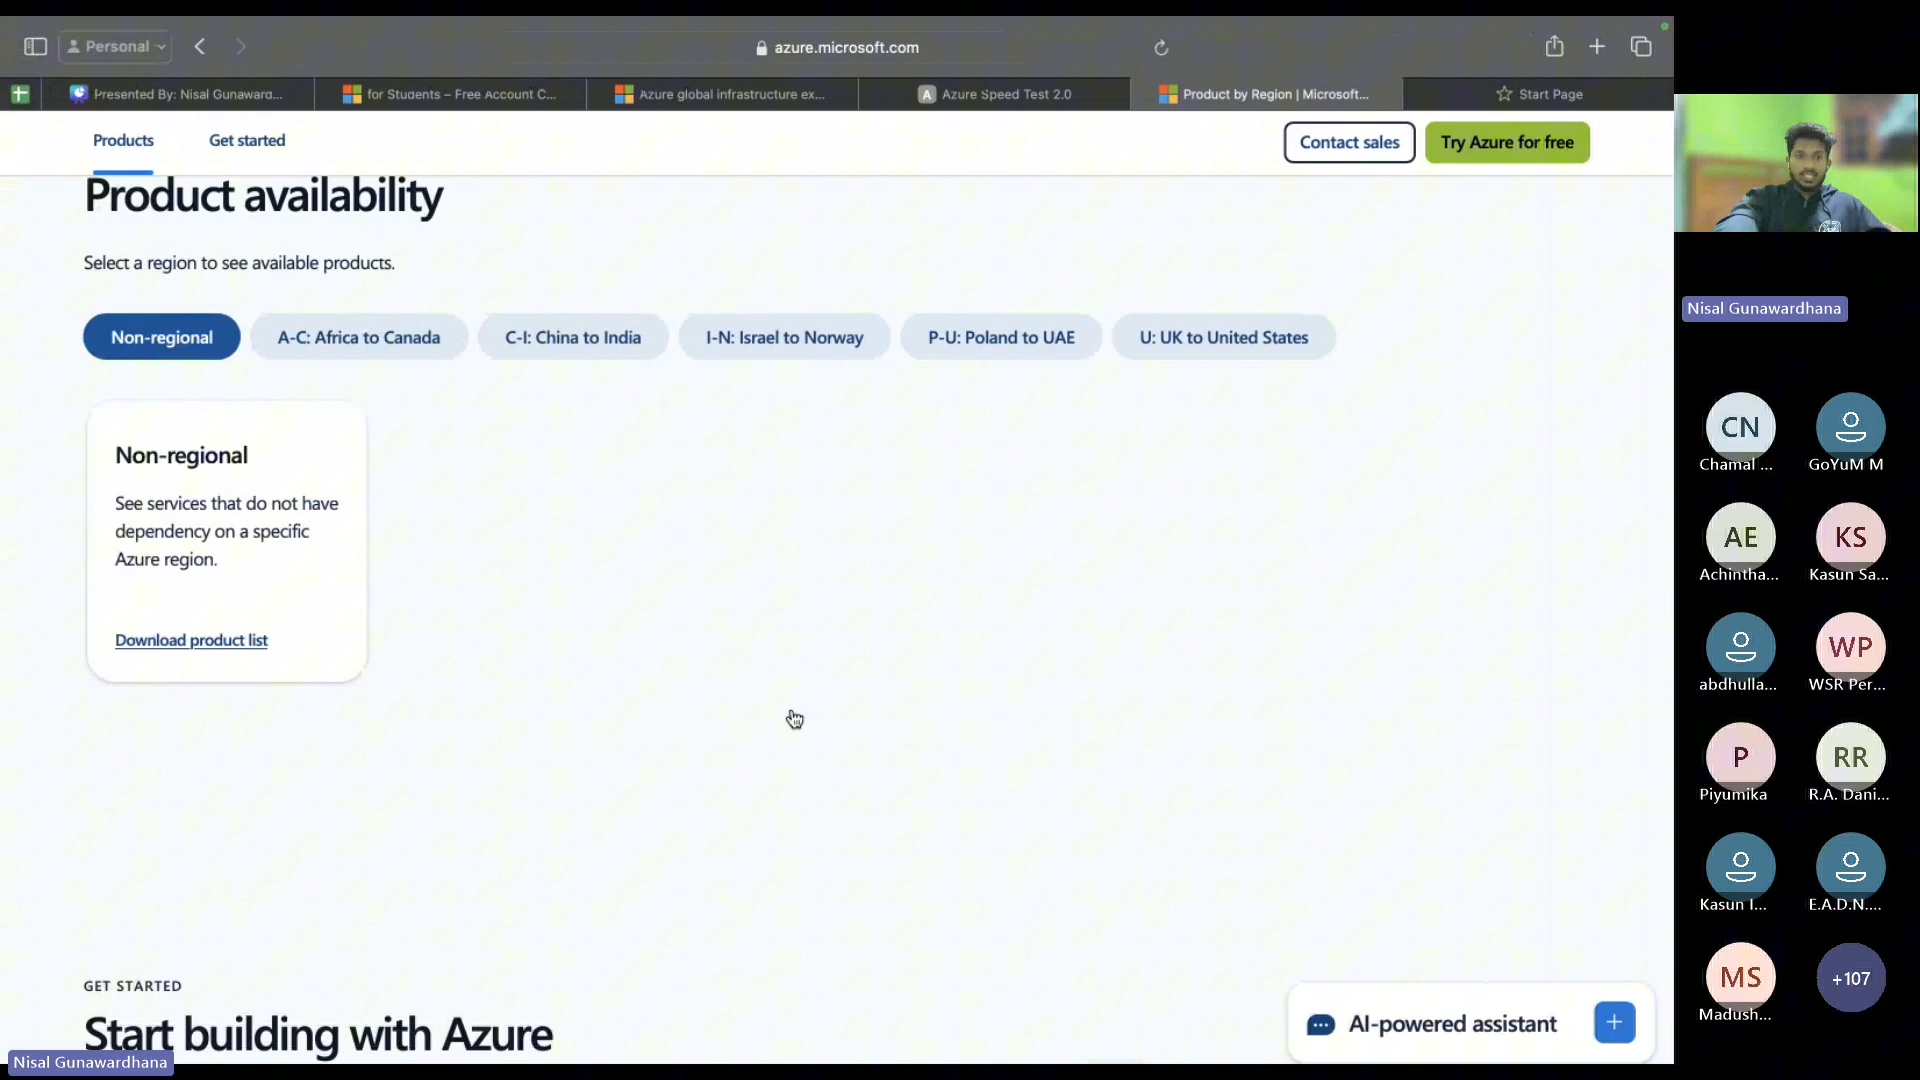 Personal
azure.microsoft.com
Presented By: Nisal Gunaward...
for Students – Free Account C...
Azure global infrastructure ex...
A
Azure Speed Test 2.0
Product by Region | Microsoft...
Start Page
Products
Get started
Contact sales
Try Azure for free
Product availability
Select a region to see available products.
Non-regional
A-C: Africa to Canada
C-I: China to India
I-N: Israel to Norway
P-U: Poland to UAE
U: UK to United States
Non-regional
See services that do not have
dependency on a specific
Azure region.
Download product list
GET STARTED
Start building with Azure
AI-powered assistant
Nisal Gunawardhana
Nisal Gunawardhana
CN
Chamal ...
GoYuM M
AE
Achintha...
KS
Kasun Sa...
abdhulla...
WP
WSR Per...
P
Piyumika
RR
R.A. Dani...
Kasun I...
E.A.D.N....
MS
Madush...
+107